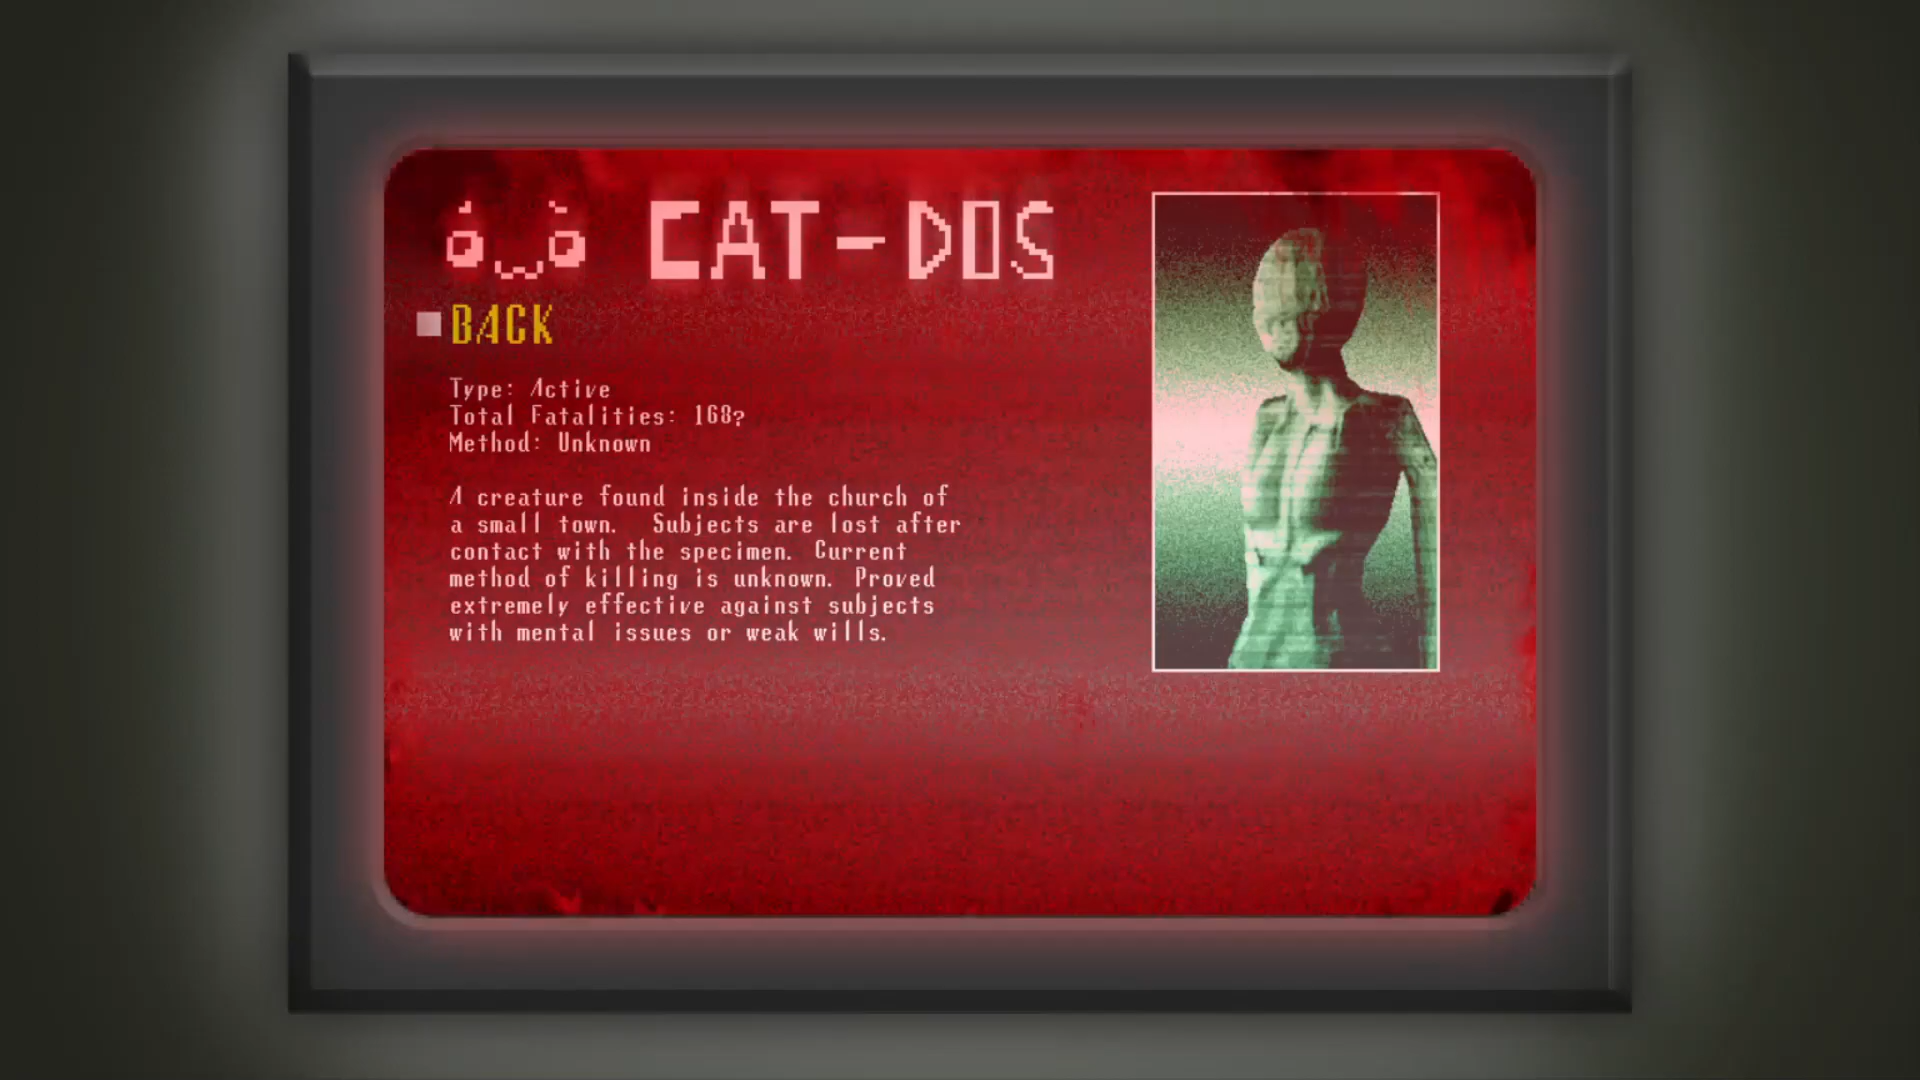 CAT-DOS
BACK
Type: Active
Total Fatalities: 168?
Method: Unknown
A creature found inside the church of
a small town. Subjects are lost after
contact with the specimen. Current
method of killing is unknown. Proved
extremely effective against subjects
with mental issues or weak wills.